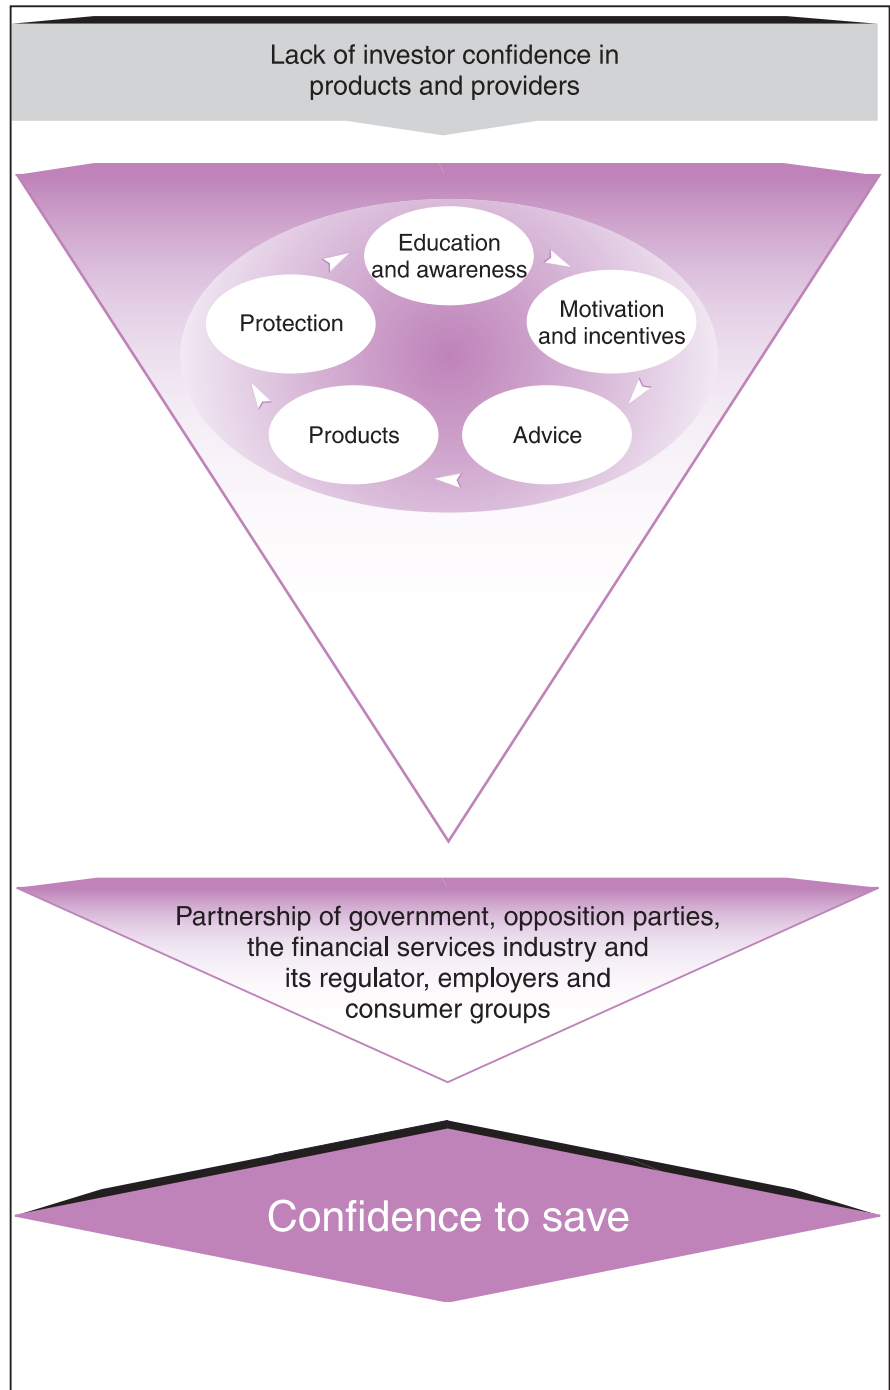 Lack of investor confidence in
products and providers
Education
and awareness
Motivation
and incentives
Advice
Products
Protection
Partnership of government, opposition parties,
the financial services industry and
its regulator, employers and
consumer groups
Confidence to save